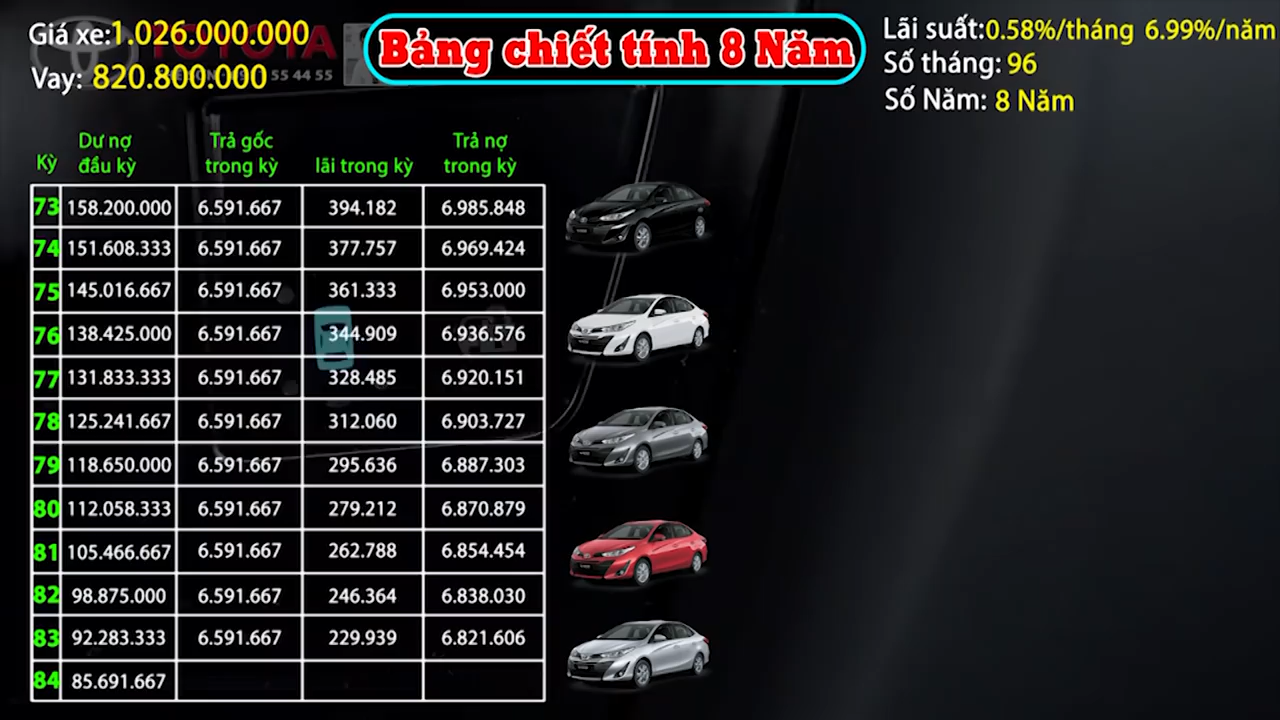 Giá xe:1.026.000.000
TOYOTA
Vay: 820.800.000
55 44 55
Bảng chiết tính 8 Năm
Lãi suất:0.58%/tháng 6.99%/năm
Số tháng: 96
Số Năm: 8 Năm
Kỳ Dư nợ đầu kỳ Trả gốc trong kỳ lãi trong kỳ Trả nợ trong kỳ
73 158.200.000 6.591.667 394.182 6.985.848
74 151.608.333 6.591.667 377.757 6.969.424
75 145.016.667 6.591.667 361.333 6.953.000
76 138.425.000 6.591.667 344.909 6.936.576
77 131.833.333 6.591.667 328.485 6.920.151
78 125.241.667 6.591.667 312.060 6.903.727
79 118.650.000 6.591.667 295.636 6.887.303
80 112.058.333 6.591.667 279.212 6.870.879
81 105.466.667 6.591.667 262.788 6.854.454
82 98.875.000 6.591.667 246.364 6.838.030
83 92.283.333 6.591.667 229.939 6.821.606
84 85.691.667